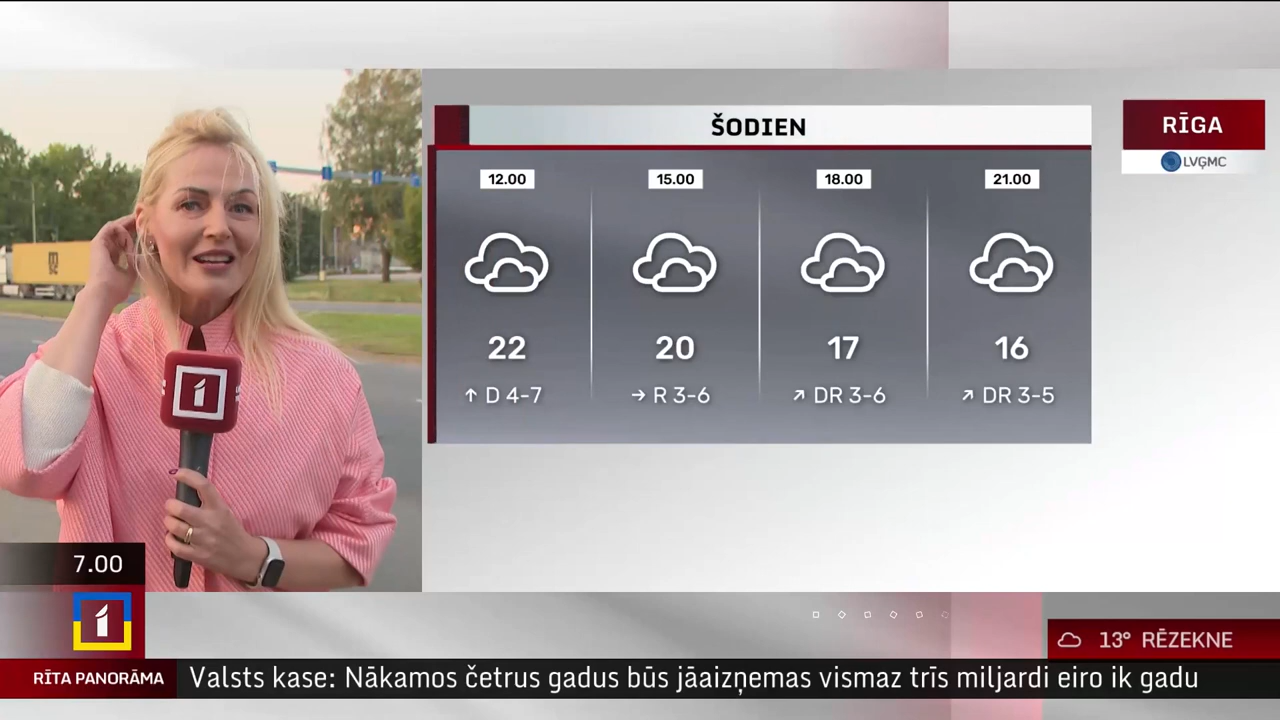 ŠODIEN
RĪGA
LVĢMC
12.00
15.00
18.00
21.00
22
20
17
16
↑ D 4-7
→ R 3-6
↗ DR 3-6
↗ DR 3-5
1
7.00
1
13° RĒZEKNE
RĪTA PANORĀMA
Valsts kase: Nākamos četrus gadus būs jāaizņemas vismaz trīs miljardi eiro ik gadu